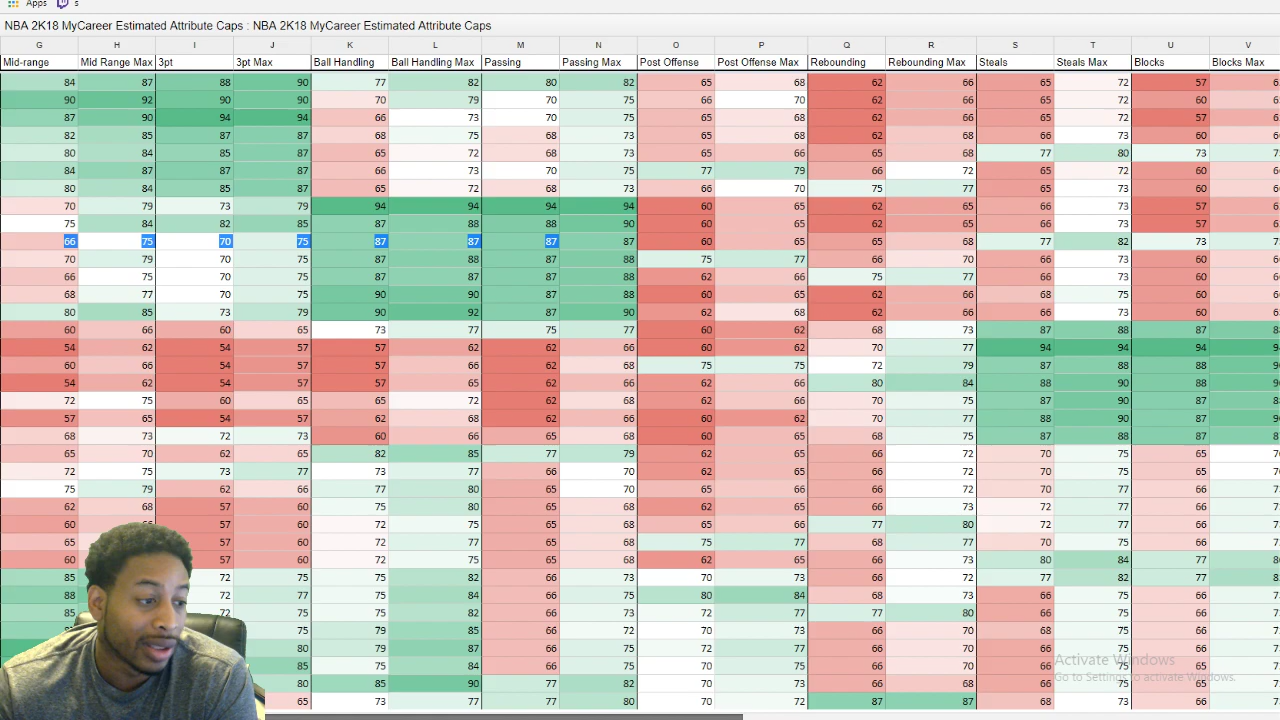 Apps s
NBA 2K18 MyCareer Estimated Attribute Caps : NBA 2K18 MyCareer Estimated Attribute Caps
G H I J K L M N O P Q R S T U V
Mid-range Mid Range Max 3pt 3pt Max Ball Handling Ball Handling Max Passing Passing Max Post Offense Post Offense Max Rebounding Rebounding Max Steals Steals Max Blocks Blocks Max
84 87 88 90 77 82 80 82 65 68 62 66 65 72 57
90 92 90 90 70 79 70 75 66 70 62 66 65 72 60
87 90 94 94 66 73 70 75 65 68 62 66 66 72 57
82 85 87 87 68 75 68 73 65 68 62 68 66 73 60
80 84 85 87 65 72 68 73 65 66 65 68 77 80 73
84 87 87 87 66 73 70 75 77 79 66 72 65 72 60
80 84 85 87 65 72 68 73 66 70 75 77 65 73 60
70 79 73 79 94 94 94 94 60 65 62 65 66 73 57
75 84 82 85 87 88 88 90 60 65 62 65 66 73 57
66 75 70 75 87 87 87 87 60 65 65 68 77 82 73
70 79 70 75 87 88 87 88 75 77 66 70 66 73 60
66 75 70 75 87 87 87 88 62 65 75 77 66 73 60
68 77 70 75 90 90 87 88 60 65 62 66 68 75 60
80 85 73 79 90 92 87 90 62 68 62 66 66 73 60
60 66 60 65 73 77 75 77 60 62 68 73 87 88 87
54 62 54 57 57 62 62 66 60 62 70 77 94 94 94
60 66 54 57 57 66 62 68 75 75 72 79 87 88 88
54 62 54 57 57 65 62 66 62 66 80 84 88 90 88
72 75 60 65 65 72 62 68 62 66 70 75 87 90 87
57 65 54 57 62 68 62 66 60 62 70 77 88 90 87
68 73 72 73 60 66 65 68 60 65 68 75 87 88 87
65 70 62 65 82 85 77 79 62 65 66 72 70 75 65
72 75 73 77 73 77 66 70 62 65 66 72 70 75 65
75 79 62 66 77 80 65 70 65 66 66 72 70 77 65
62 68 57 60 75 80 65 68 62 66 66 73 72 77 66
60 57 60 72 75 65 68 65 66 77 80 72 77 66
65 57 60 72 77 65 68 75 77 68 77 70 75 66
60 57 60 72 75 65 68 62 65 66 73 80 84 77
85 72 75 75 82 66 73 70 73 66 72 77 82 77
88 72 77 75 84 66 75 80 84 68 73 66 75 66
85 72 75 75 82 66 73 72 77 77 80 66 75 66
75 79 85 66 72 70 77 66 70 68 75 66
80 79 87 66 75 70 72 66 70 66 75 66
85 75 84 66 75 70 75 66 72 66 75 65
80 85 90 77 82 70 73 66 68 66 75 65
65 73 77 77 80 70 72 87 87 68 73 66
Activate Windows
Go to Settings to activate Windows.